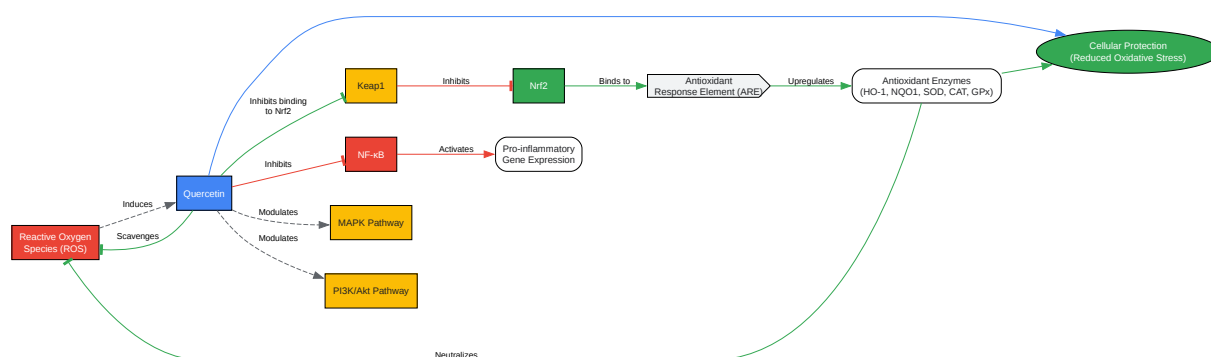 Cellular Protection
(Reduced Oxidative Stress)
Keap1
Inhibits
Nrf2
Binds to
Antioxidant
Response Element (ARE)
Upregulates
Antioxidant Enzymes
(HO-1, NQO1, SOD, CAT, GPx)
Inhibits binding
to Nrf2
NF-κB
Activates
Pro-inflammatory
Gene Expression
Inhibits
Quercetin
Induces
Modulates
MAPK Pathway
Reactive Oxygen
Species (ROS)
Scavenges
Modulates
PI3K/Akt Pathway
Neutralizes